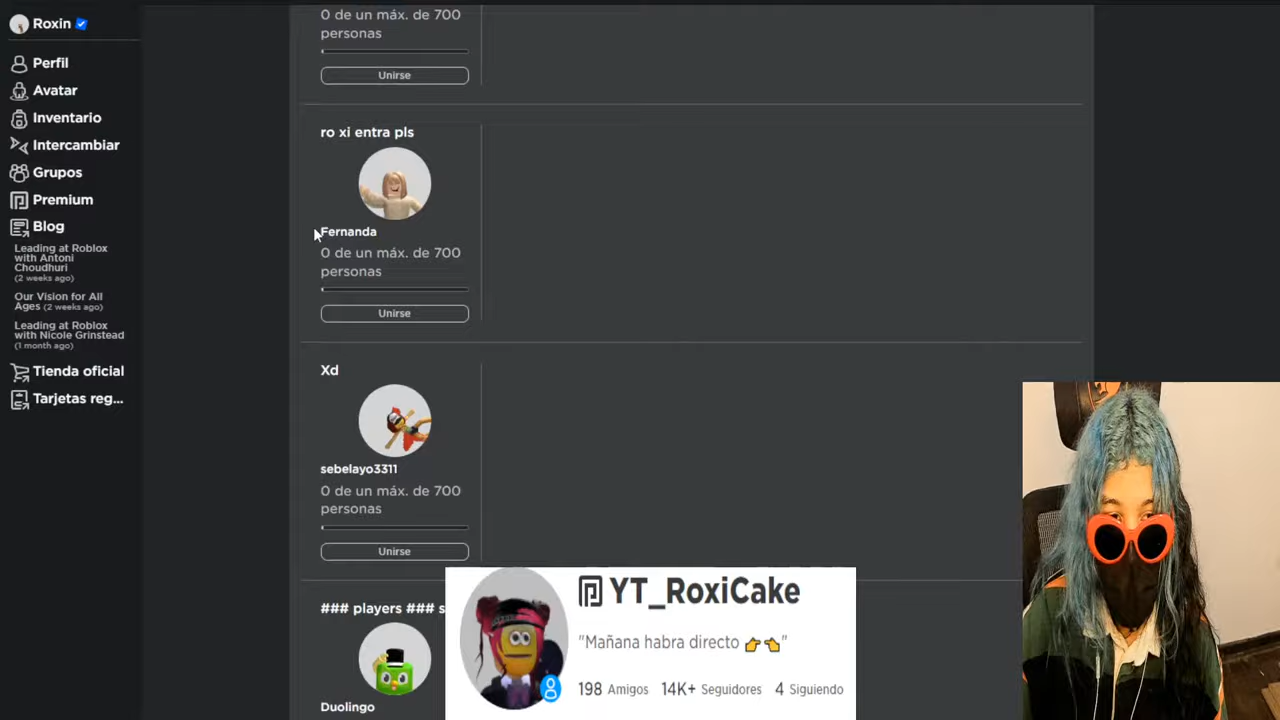 Roxin
Perfil
Avatar
Inventario
Intercambiar
Grupos
Premium
Blog
Leading at Roblox
with Antoni
Choudhuri
(2 weeks ago)
Our Vision for All
Ages (2 weeks ago)
Leading at Roblox
with Nicole Grinstead
(1 month ago)
Tienda oficial
Tarjetas reg...
0 de un máx. de 700
personas
Unirse
ro xi entra pls
Fernanda
0 de un máx. de 700
personas
Unirse
Xd
sebelayo3311
0 de un máx. de 700
personas
Unirse
### players ### s
Duolingo
YT_RoxiCake
"Mañana habra directo 👉👈"
198 Amigos 14K+ Seguidores 4 Siguiendo